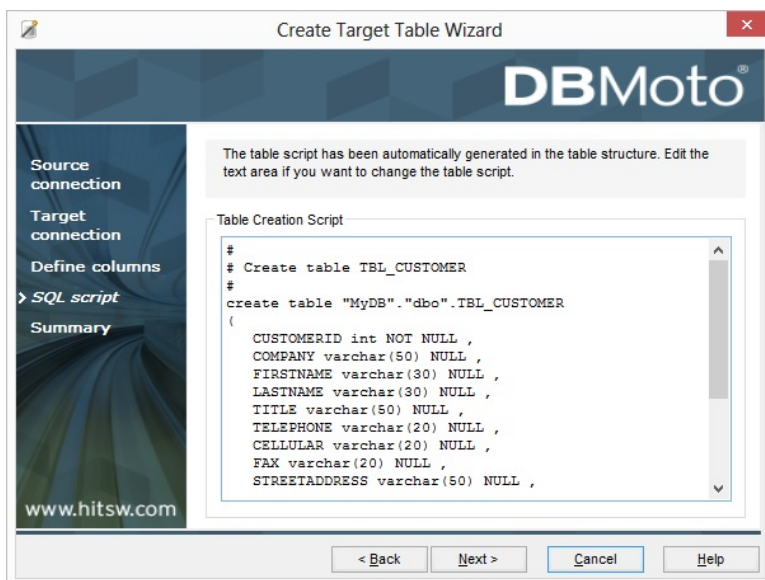 Create Target Table Wizard
DBMoto®
Source
connection
Target
connection
Define columns
SQL script
Summary
www.hitsw.com
The table script has been automatically generated in the table structure. Edit the
text area if you want to change the table script.
Table Creation Script
#
# Create table TBL_CUSTOMER
#
create table "MyDB"."dbo".TBL_CUSTOMER
(
CUSTOMERID int NOT NULL ,
COMPANY varchar(50) NULL ,
FIRSTNAME varchar(30) NULL ,
LASTNAME varchar(30) NULL ,
TITLE varchar(50) NULL ,
TELEPHONE varchar(20) NULL ,
CELLULAR varchar(20) NULL ,
FAX varchar(20) NULL ,
STREETADDRESS varchar(50) NULL ,
< Back
Next >
Cancel
Help